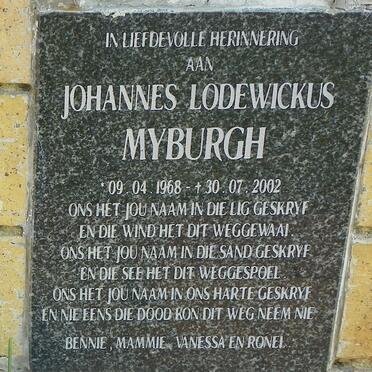 IN LIEFDEVOLLE HERINNERING
AAN
JOHANNES LODEWICKUS
MYBURGH
* 09. 04. 1968 - † 30. 07. 2002
ONS HET JOU NAAM IN DIE LIG GESKRYF
EN DIE WIND HET DIT WEGGEWAAI.
ONS HET JOU NAAM IN DIE SAND GESKRYF
EN DIE SEE HET DIT WEGGESPOEL.
ONS HET JOU NAAM IN ONS HARTE GESKRYF
EN NIE EENS DIE DOOD KON DIT WEG NEEM NIE.
BENNIE, MAMMIE, VANESSA EN RONEL.